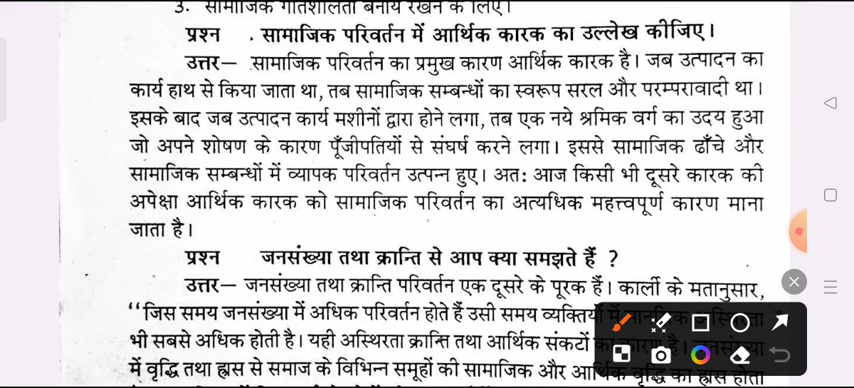 3. सामाजिक गतिशीलता बनाये रखने के लिए।
प्रश्न . सामाजिक परिवर्तन में आर्थिक कारक का उल्लेख कीजिए।
उत्तर— सामाजिक परिवर्तन का प्रमुख कारण आर्थिक कारक है। जब उत्पादन का
कार्य हाथ से किया जाता था, तब सामाजिक सम्बन्धों का स्वरूप सरल और परम्परावादी था।
इसके बाद जब उत्पादन कार्य मशीनों द्वारा होने लगा, तब एक नये श्रमिक वर्ग का उदय हुआ
जो अपने शोषण के कारण पूँजीपतियों से संघर्ष करने लगा। इससे सामाजिक ढाँचे और
सामाजिक सम्बन्धों में व्यापक परिवर्तन उत्पन्न हुए। अतः आज किसी भी दूसरे कारक की
अपेक्षा आर्थिक कारक को सामाजिक परिवर्तन का अत्यधिक महत्त्वपूर्ण कारण माना
जाता है।
प्रश्न जनसंख्या तथा क्रान्ति से आप क्या समझते हैं ?
उत्तर— जनसंख्या तथा क्रान्ति परिवर्तन एक दूसरे के पूरक हैं। कार्ली के मतानुसार,
‘‘जिस समय जनसंख्या में अधिक परिवर्तन होते हैं उसी समय व्यक्तियों में
भी सबसे अधिक होती है। यही अस्थिरता क्रान्ति तथा आर्थिक संकटों का कारण है।
में वृद्धि तथा ह्रास से समाज के विभिन्न समूहों की सामाजिक और आर्थिक वृद्धि का ह्रास होता